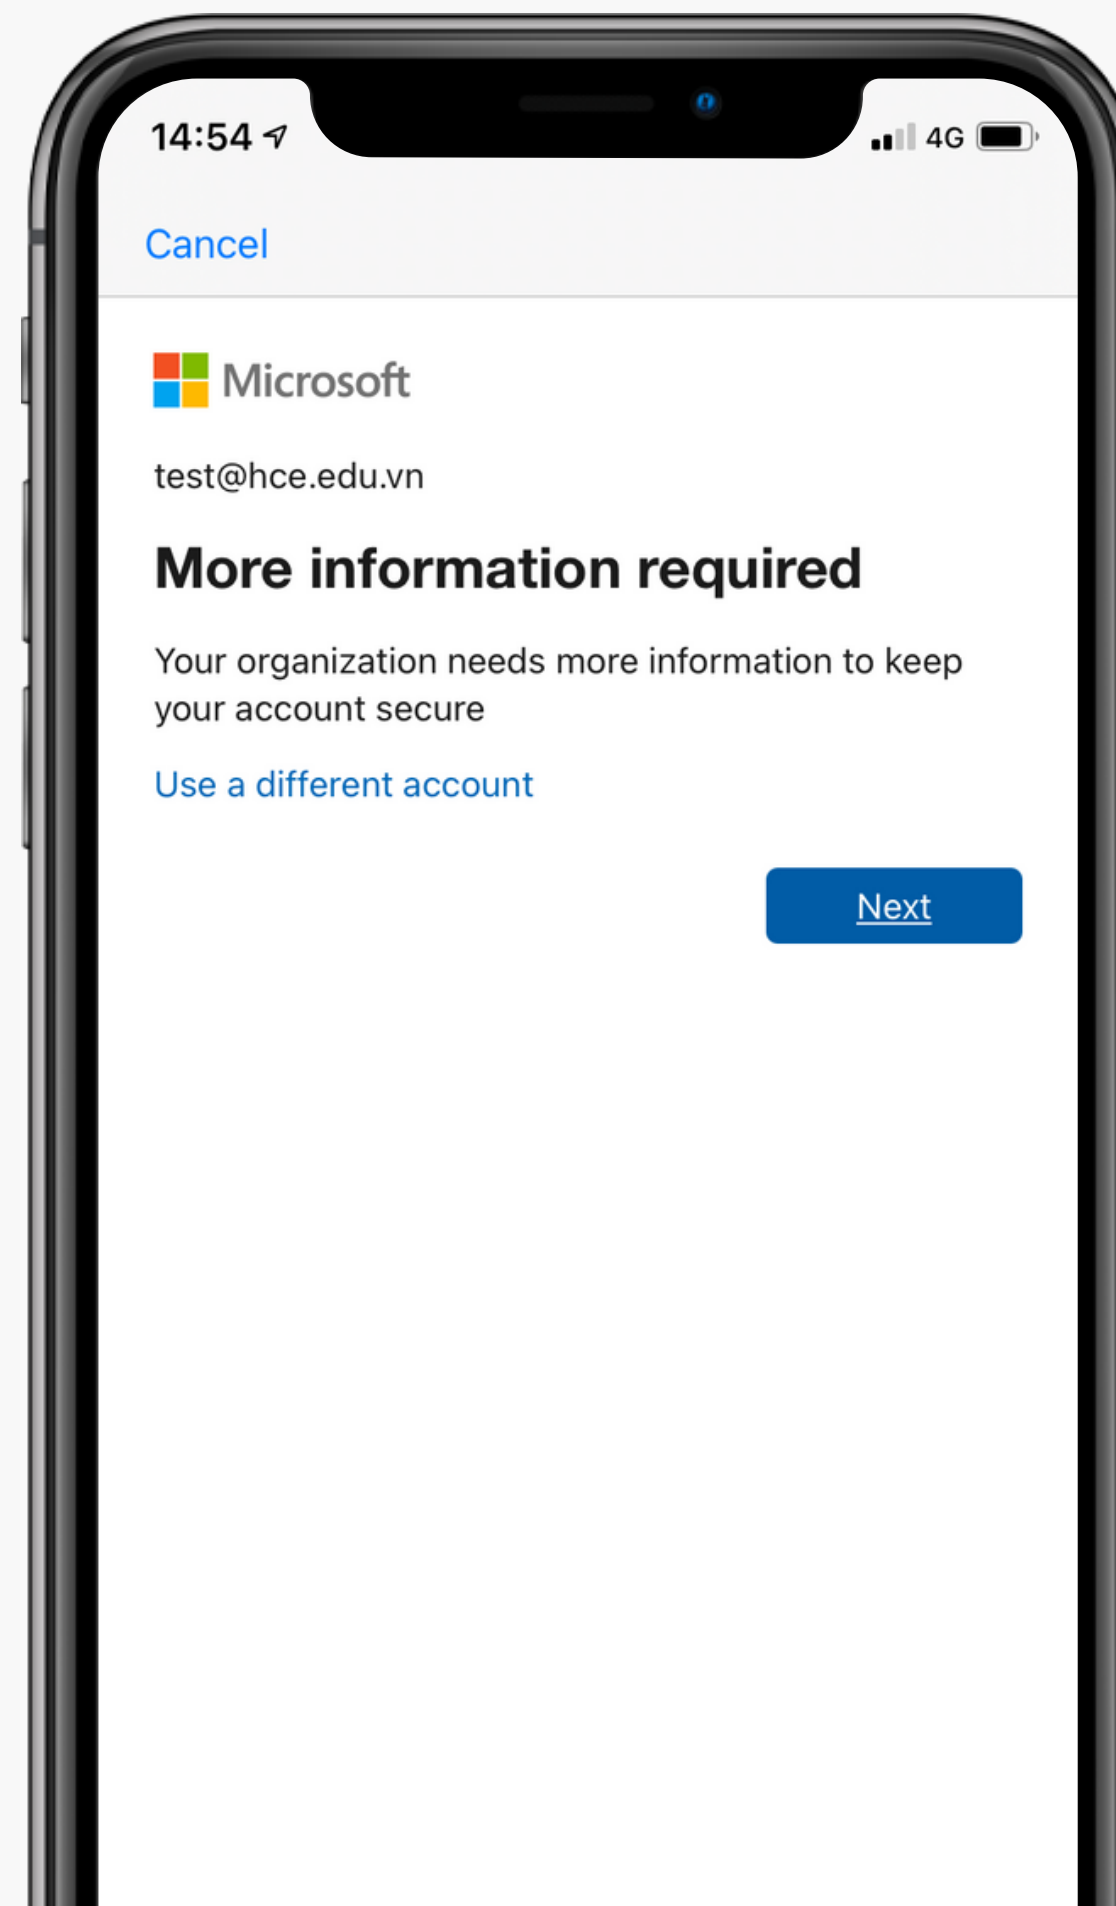 14:54 4G
Cancel
Microsoft
test@hce.edu.vn
More information required
Your organization needs more information to keep
your account secure
Use a different account
Next